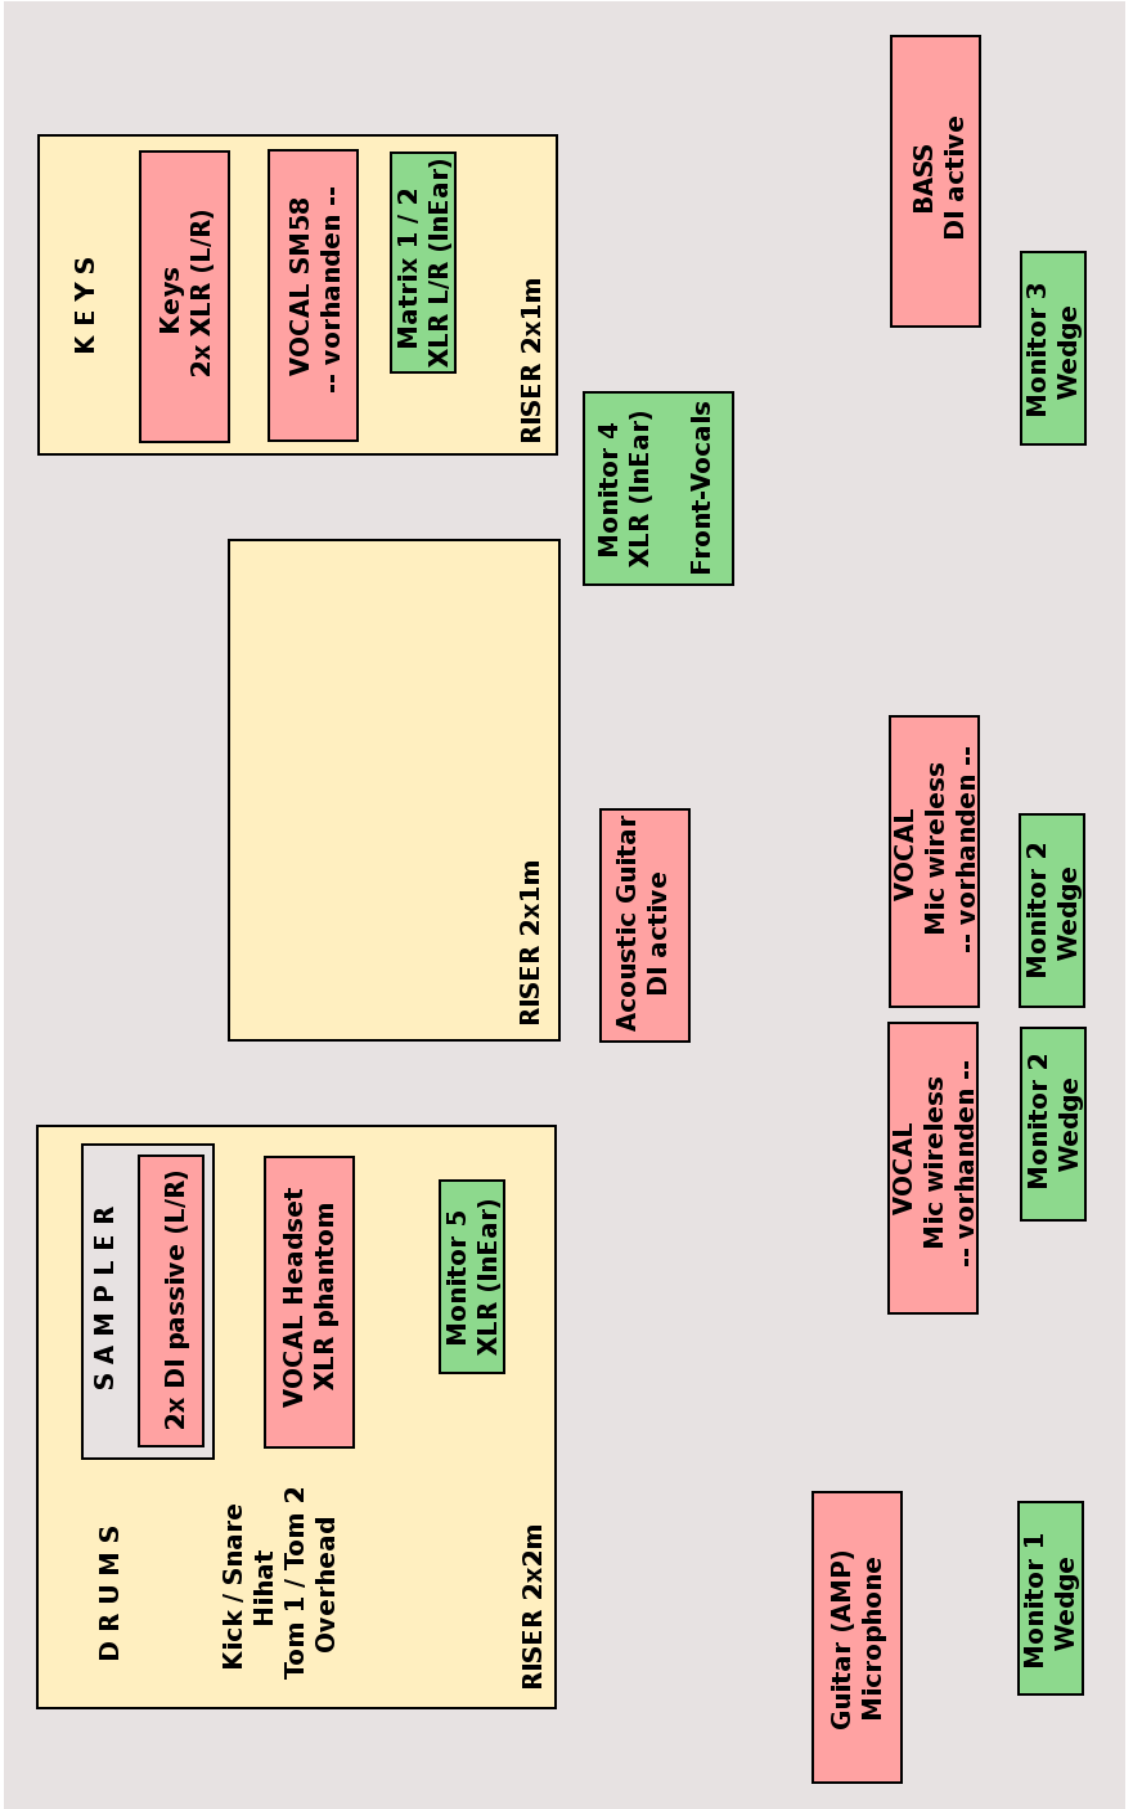 D R U M S
Kick / Snare
Hihat
Tom 1 / Tom 2
Overhead
RISER 2x2m
S A M P L E R
2x DI passive (L/R)
VOCAL Headset
XLR phantom
Monitor 5
XLR (InEar)
RISER 2x1m
K E Y S
Keys
2x XLR (L/R)
VOCAL SM58
-- vorhanden --
Matrix 1 / 2
XLR L/R (InEar)
RISER 2x1m
Acoustic Guitar
DI active
Monitor 4
XLR (InEar)
Front-Vocals
Guitar (AMP)
Microphone
VOCAL
Mic wireless
-- vorhanden --
VOCAL
Mic wireless
-- vorhanden --
BASS
DI active
Monitor 1
Wedge
Monitor 2
Wedge
Monitor 2
Wedge
Monitor 3
Wedge